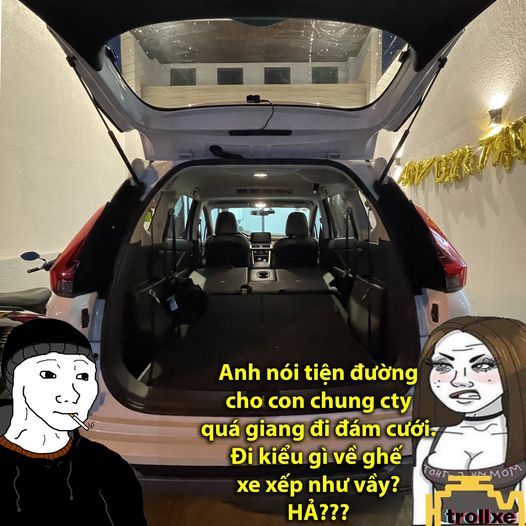 Anh nói tiện đường
cho con chung cty
quá giang đi đám cưới.
Đi kiểu gì về ghế
xe xếp như vầy?
HẢ???
trollxe